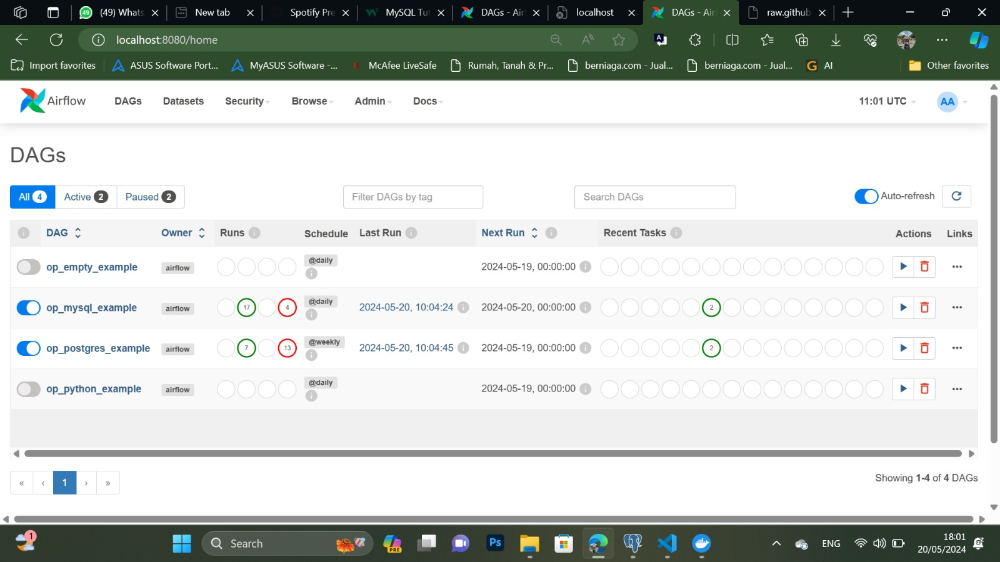 (49) Whats
New tab
Spotify Pre
MySQL Tut
DAGs - Air
localhost
DAGs - Air
raw.github
localhost:8080/home
Import favorites
ASUS Software Port...
MyASUS Software -...
McAfee LiveSafe
Rumah, Tanah & Pr...
berniaga.com - Jual...
berniaga.com - Jual...
G AI
Other favorites
Airflow
DAGs
Datasets
Security
Browse
Admin
Docs
11:01 UTC
AA
DAGs
All 4
Active 2
Paused 2
Filter DAGs by tag
Search DAGs
Auto-refresh
DAG
Owner
Runs
Schedule
Last Run
Next Run
Recent Tasks
Actions
Links
op_empty_example
airflow
@daily
2024-05-19, 00:00:00
op_mysql_example
airflow
17
4
@daily
2024-05-20, 10:04:24
2024-05-20, 00:00:00
2
op_postgres_example
airflow
7
13
@weekly
2024-05-20, 10:04:45
2024-05-19, 00:00:00
2
op_python_example
airflow
@daily
2024-05-19, 00:00:00
« ‹ 1 › »
Showing 1-4 of 4 DAGs
1
Search
PRE
Ps
ENG
18:01
20/05/2024